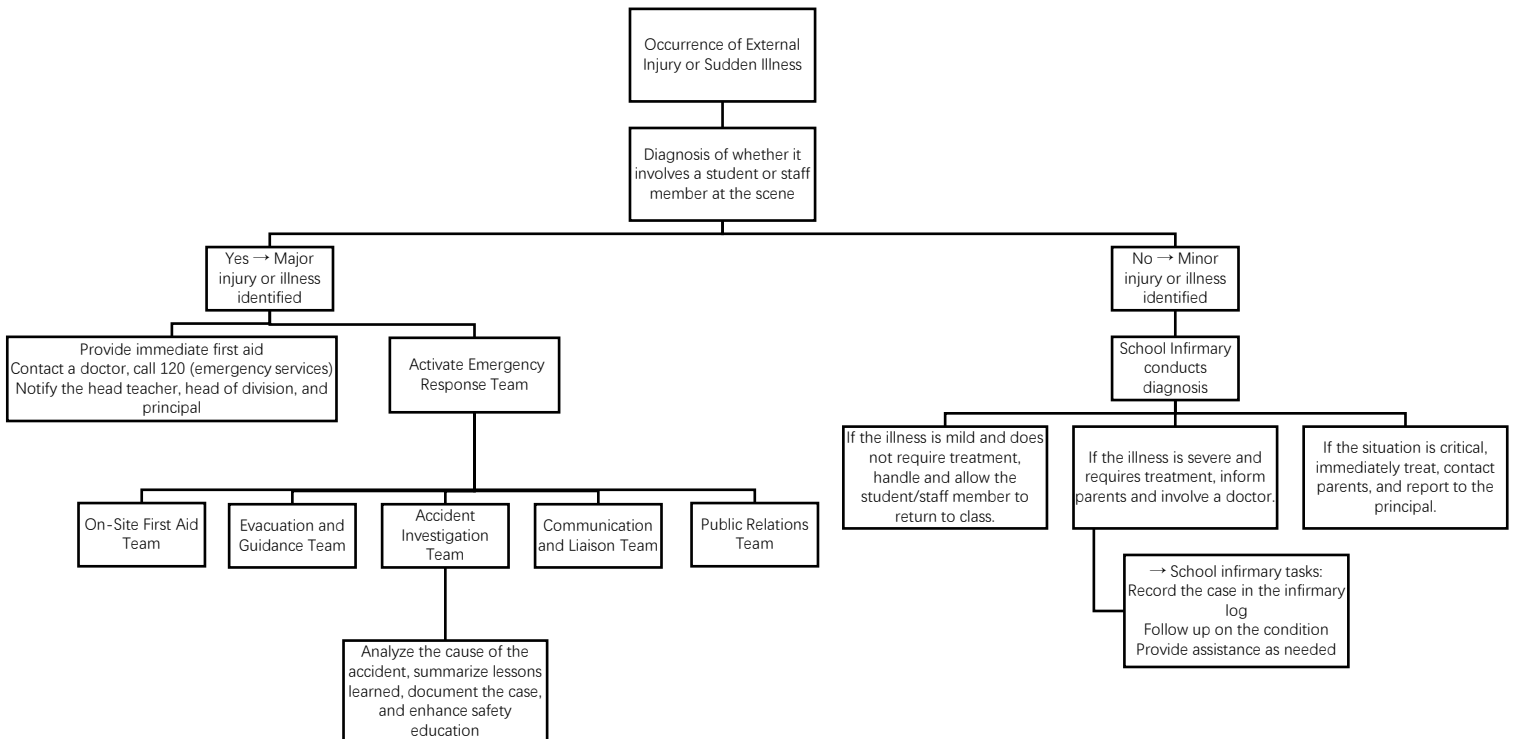 Occurrence of External
Injury or Sudden Illness
Diagnosis of whether it
involves a student or staff
member at the scene
Yes → Major
injury or illness
identified
No → Minor
injury or illness
identified
Provide immediate first aid
Contact a doctor, call 120 (emergency services)
Notify the head teacher, head of division, and
principal
Activate Emergency
Response Team
School Infirmary
conducts
diagnosis
If the illness is mild and does
not require treatment,
handle and allow the
student/staff member to
return to class.
If the illness is severe and
requires treatment, inform
parents and involve a doctor.
If the situation is critical,
immediately treat, contact
parents, and report to the
principal.
On-Site First Aid
Team
Evacuation and
Guidance Team
Accident
Investigation
Team
Communication
and Liaison Team
Public Relations
Team
→ School infirmary tasks:
Record the case in the infirmary
log
Follow up on the condition
Provide assistance as needed
Analyze the cause of the
accident, summarize lessons
learned, document the case,
and enhance safety
education